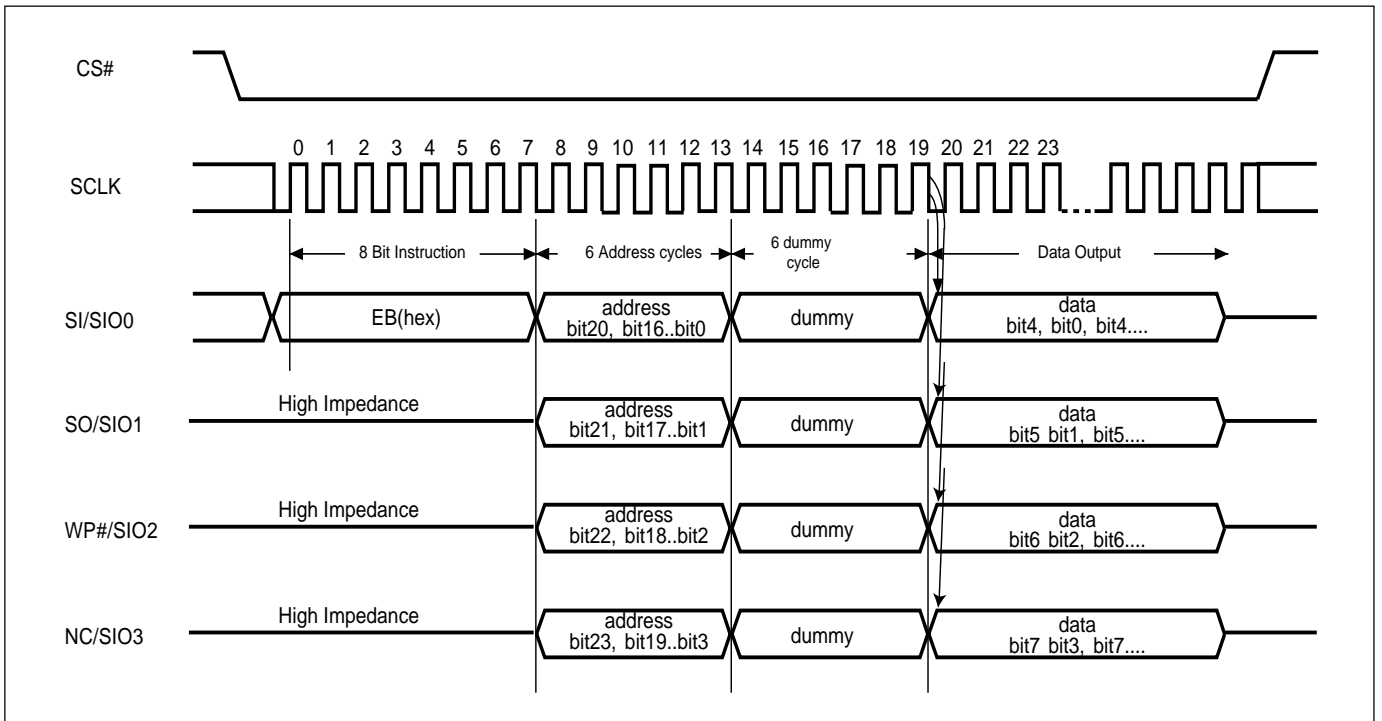 CS#
0 1 2 3 4 5 6 7 8 9 10 11 12 13 14 15 16 17 18 19 20 21 22 23
SCLK
8 Bit Instruction
6 Address cycles
6 dummy
cycle
Data Output
SI/SIO0
EB(hex)
address
bit20, bit16..bit0
dummy
data
bit4, bit0, bit4....
SO/SIO1
High Impedance
address
bit21, bit17..bit1
dummy
data
bit5 bit1, bit5....
WP#/SIO2
High Impedance
address
bit22, bit18..bit2
dummy
data
bit6 bit2, bit6....
NC/SIO3
High Impedance
address
bit23, bit19..bit3
dummy
data
bit7 bit3, bit7....